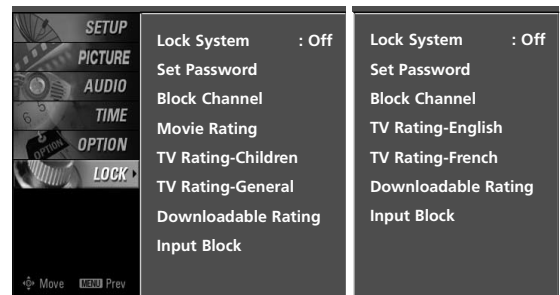 SETUP
PICTURE
AUDIO
TIME
OPTION
LOCK
Move MENU Prev
Lock System : Off
Set Password
Block Channel
Movie Rating
TV Rating-Children
TV Rating-General
Downloadable Rating
Input Block
Lock System : Off
Set Password
Block Channel
TV Rating-English
TV Rating-French
Downloadable Rating
Input Block